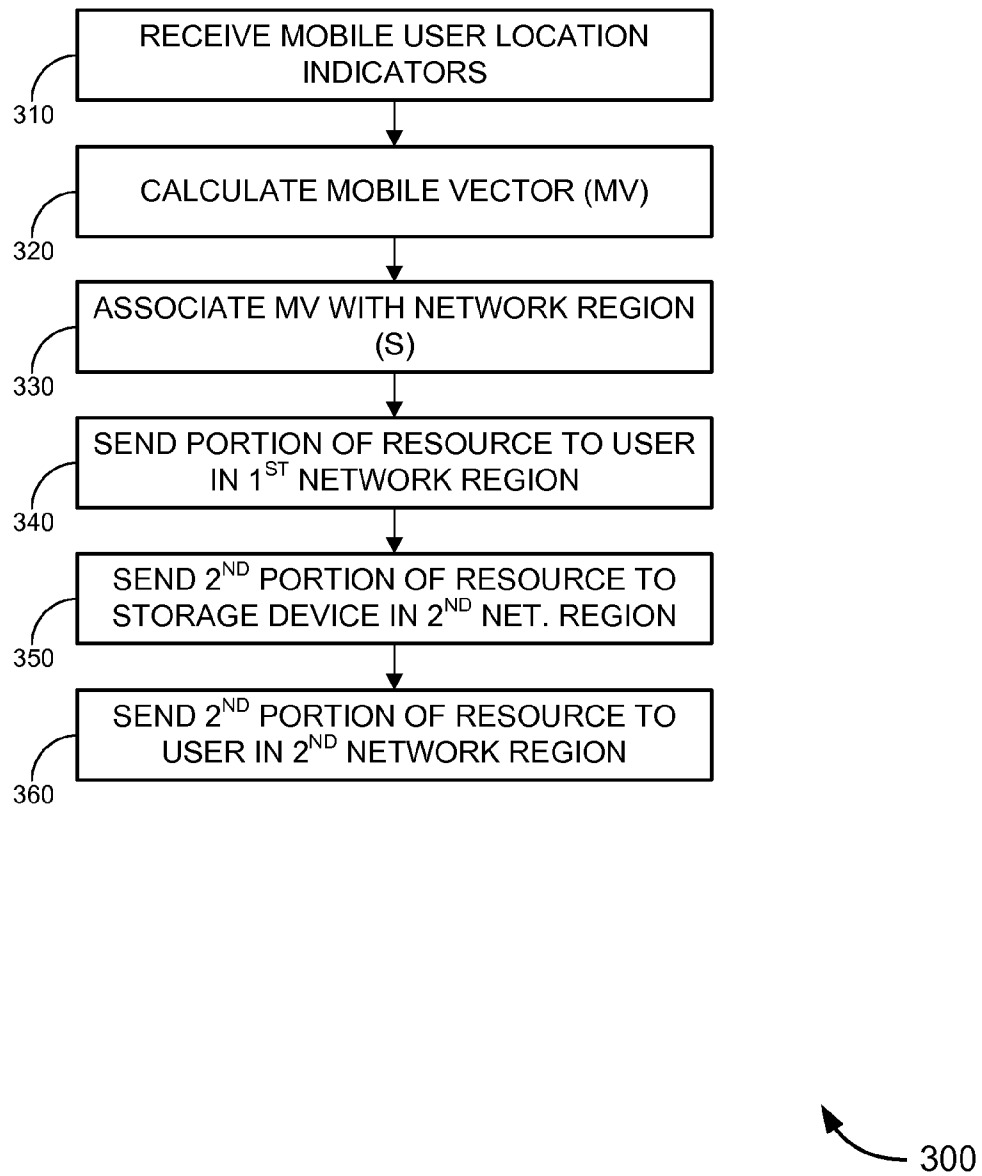 RECEIVE MOBILE USER LOCATION
INDICATORS
310
CALCULATE MOBILE VECTOR (MV)
320
ASSOCIATE MV WITH NETWORK REGION
(S)
330
SEND PORTION OF RESOURCE TO USER
IN 1ST NETWORK REGION
340
SEND 2ND PORTION OF RESOURCE TO
STORAGE DEVICE IN 2ND NET. REGION
350
SEND 2ND PORTION OF RESOURCE TO
USER IN 2ND NETWORK REGION
360
300